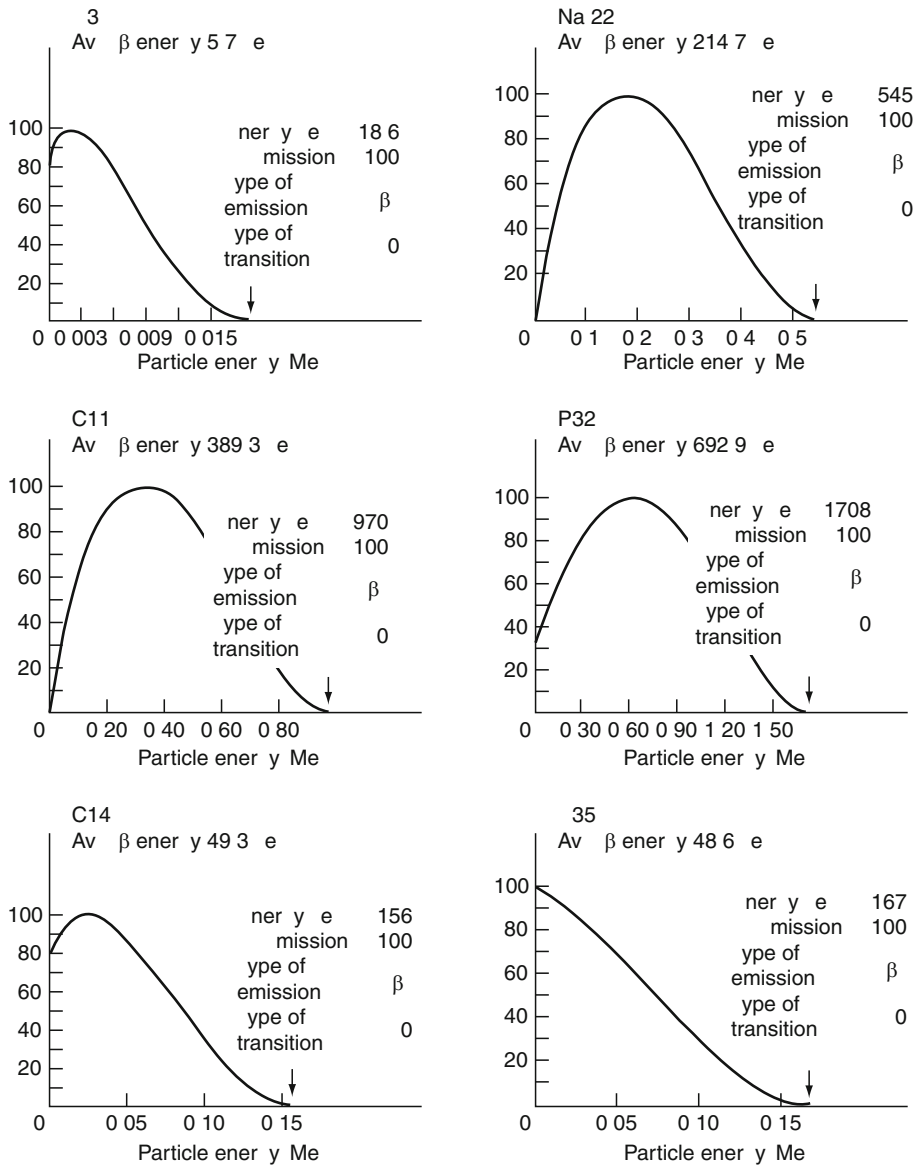 3
Av β ener y 5 7 e
ner y e 18 6
mission 100
ype of
emission β
ype of
transition 0
100
80
60
40
20
0 0 003 0 009 0 015
Particle ener y Me
Na 22
Av β ener y 214 7 e
ner y e 545
mission 100
ype of
emission β
ype of
transition 0
100
80
60
40
20
0 0 1 0 2 0 3 0 4 0 5
Particle ener y Me
C11
Av β ener y 389 3 e
ner y e 970
mission 100
ype of
emission β
ype of
transition 0
100
80
60
40
20
0 0 20 0 40 0 60 0 80
Particle ener y Me
P32
Av β ener y 692 9 e
ner y e 1708
mission 100
ype of
emission β
ype of
transition 0
100
80
60
40
20
0 0 30 0 60 0 90 1 20 1 50
Particle ener y Me
C14
Av β ener y 49 3 e
ner y e 156
mission 100
ype of
emission β
ype of
transition 0
100
80
60
40
20
0 0 05 0 10 0 15
Particle ener y Me
35
Av β ener y 48 6 e
ner y e 167
mission 100
ype of
emission β
ype of
transition 0
100
80
60
40
20
0 0 05 0 10 0 15
Particle ener y Me